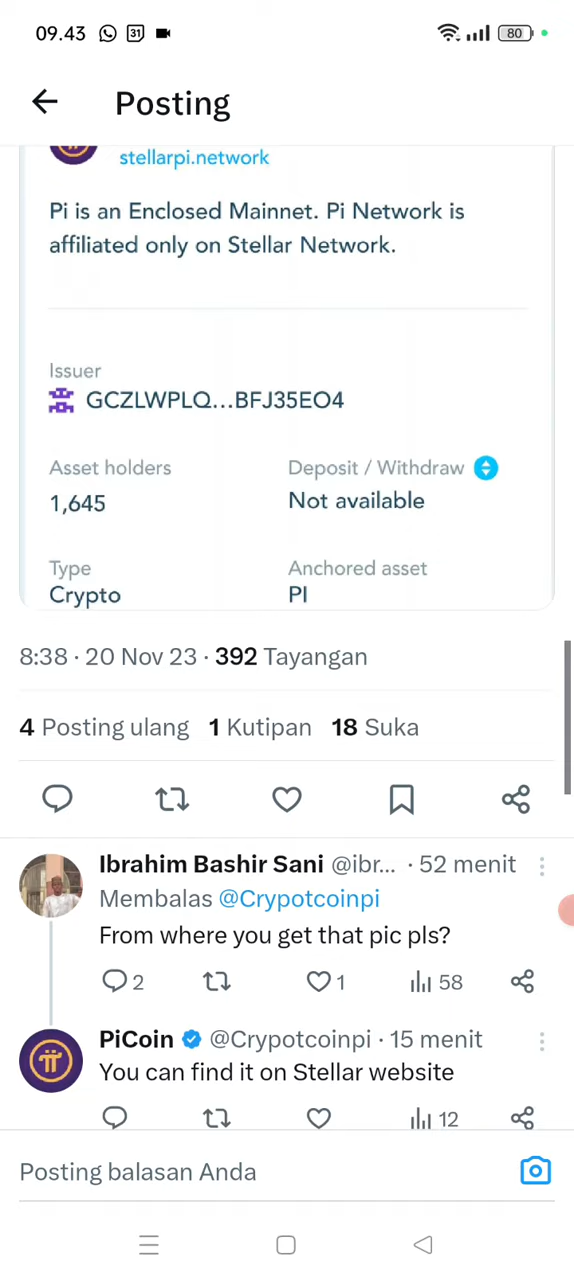 09.43 31 80
Posting
stellarpi.network
Pi is an Enclosed Mainnet. Pi Network is
affiliated only on Stellar Network.
Issuer
GCZLWPLQ...BFJ35EO4
Asset holders
Deposit / Withdraw
1,645
Not available
Type
Anchored asset
Crypto
PI
8:38 · 20 Nov 23 · 392 Tayangan
4 Posting ulang 1 Kutipan 18 Suka
Ibrahim Bashir Sani @ibr... · 52 menit
Membalas @Crypotcoinpi
From where you get that pic pls?
2 1 58
PiCoin @Crypotcoinpi · 15 menit
You can find it on Stellar website
12
Posting balasan Anda